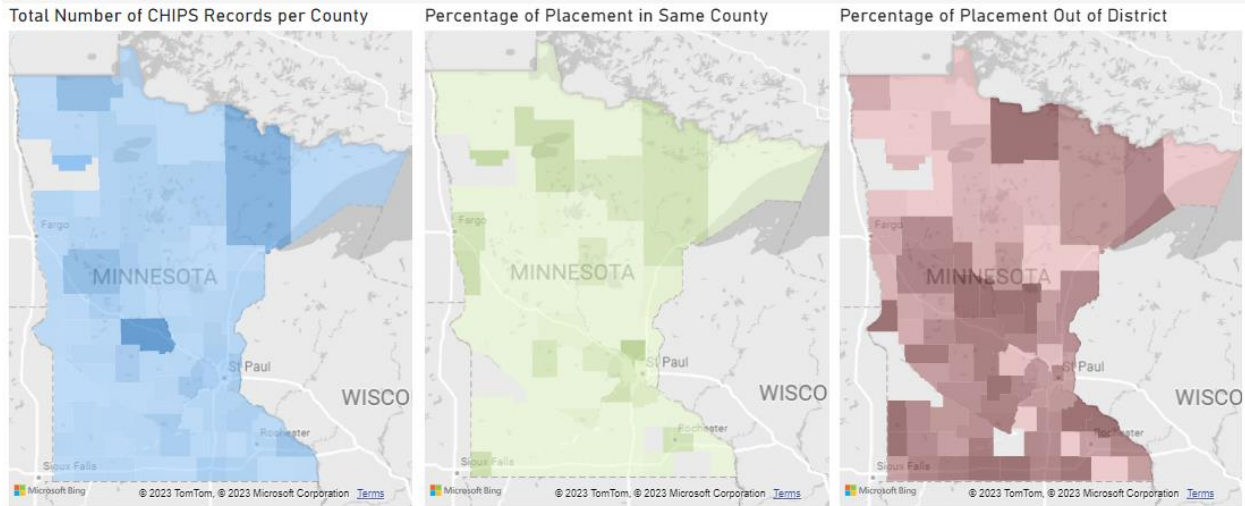 Total Number of CHIPS Records per County
Percentage of Placement in Same County
Percentage of Placement Out of District
Fargo
MINNESOTA
St Paul
WISCO
Rochester
Sioux Falls
Microsoft Bing
© 2023 TomTom, © 2023 Microsoft Corporation Terms
Fargo
MINNESOTA
St Paul
WISCO
Rochester
Sioux Falls
Microsoft Bing
© 2023 TomTom, © 2023 Microsoft Corporation Terms
Fargo
MINNESOTA
St Paul
WISCO
Rochester
Sioux Falls
Microsoft Bing
© 2023 TomTom, © 2023 Microsoft Corporation Terms